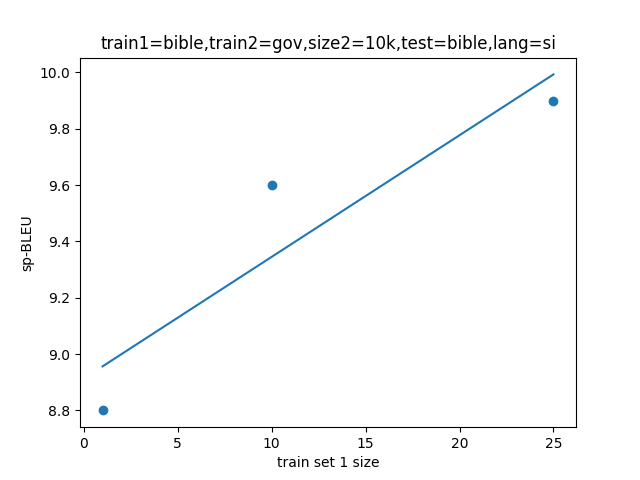 train1=bible,train2=gov,size2=10k,test=bible,lang=si
10.0
9.8
9.6
9.4
9.2
9.0
8.8
sp-BLEU
0 5 10 15 20 25
train set 1 size